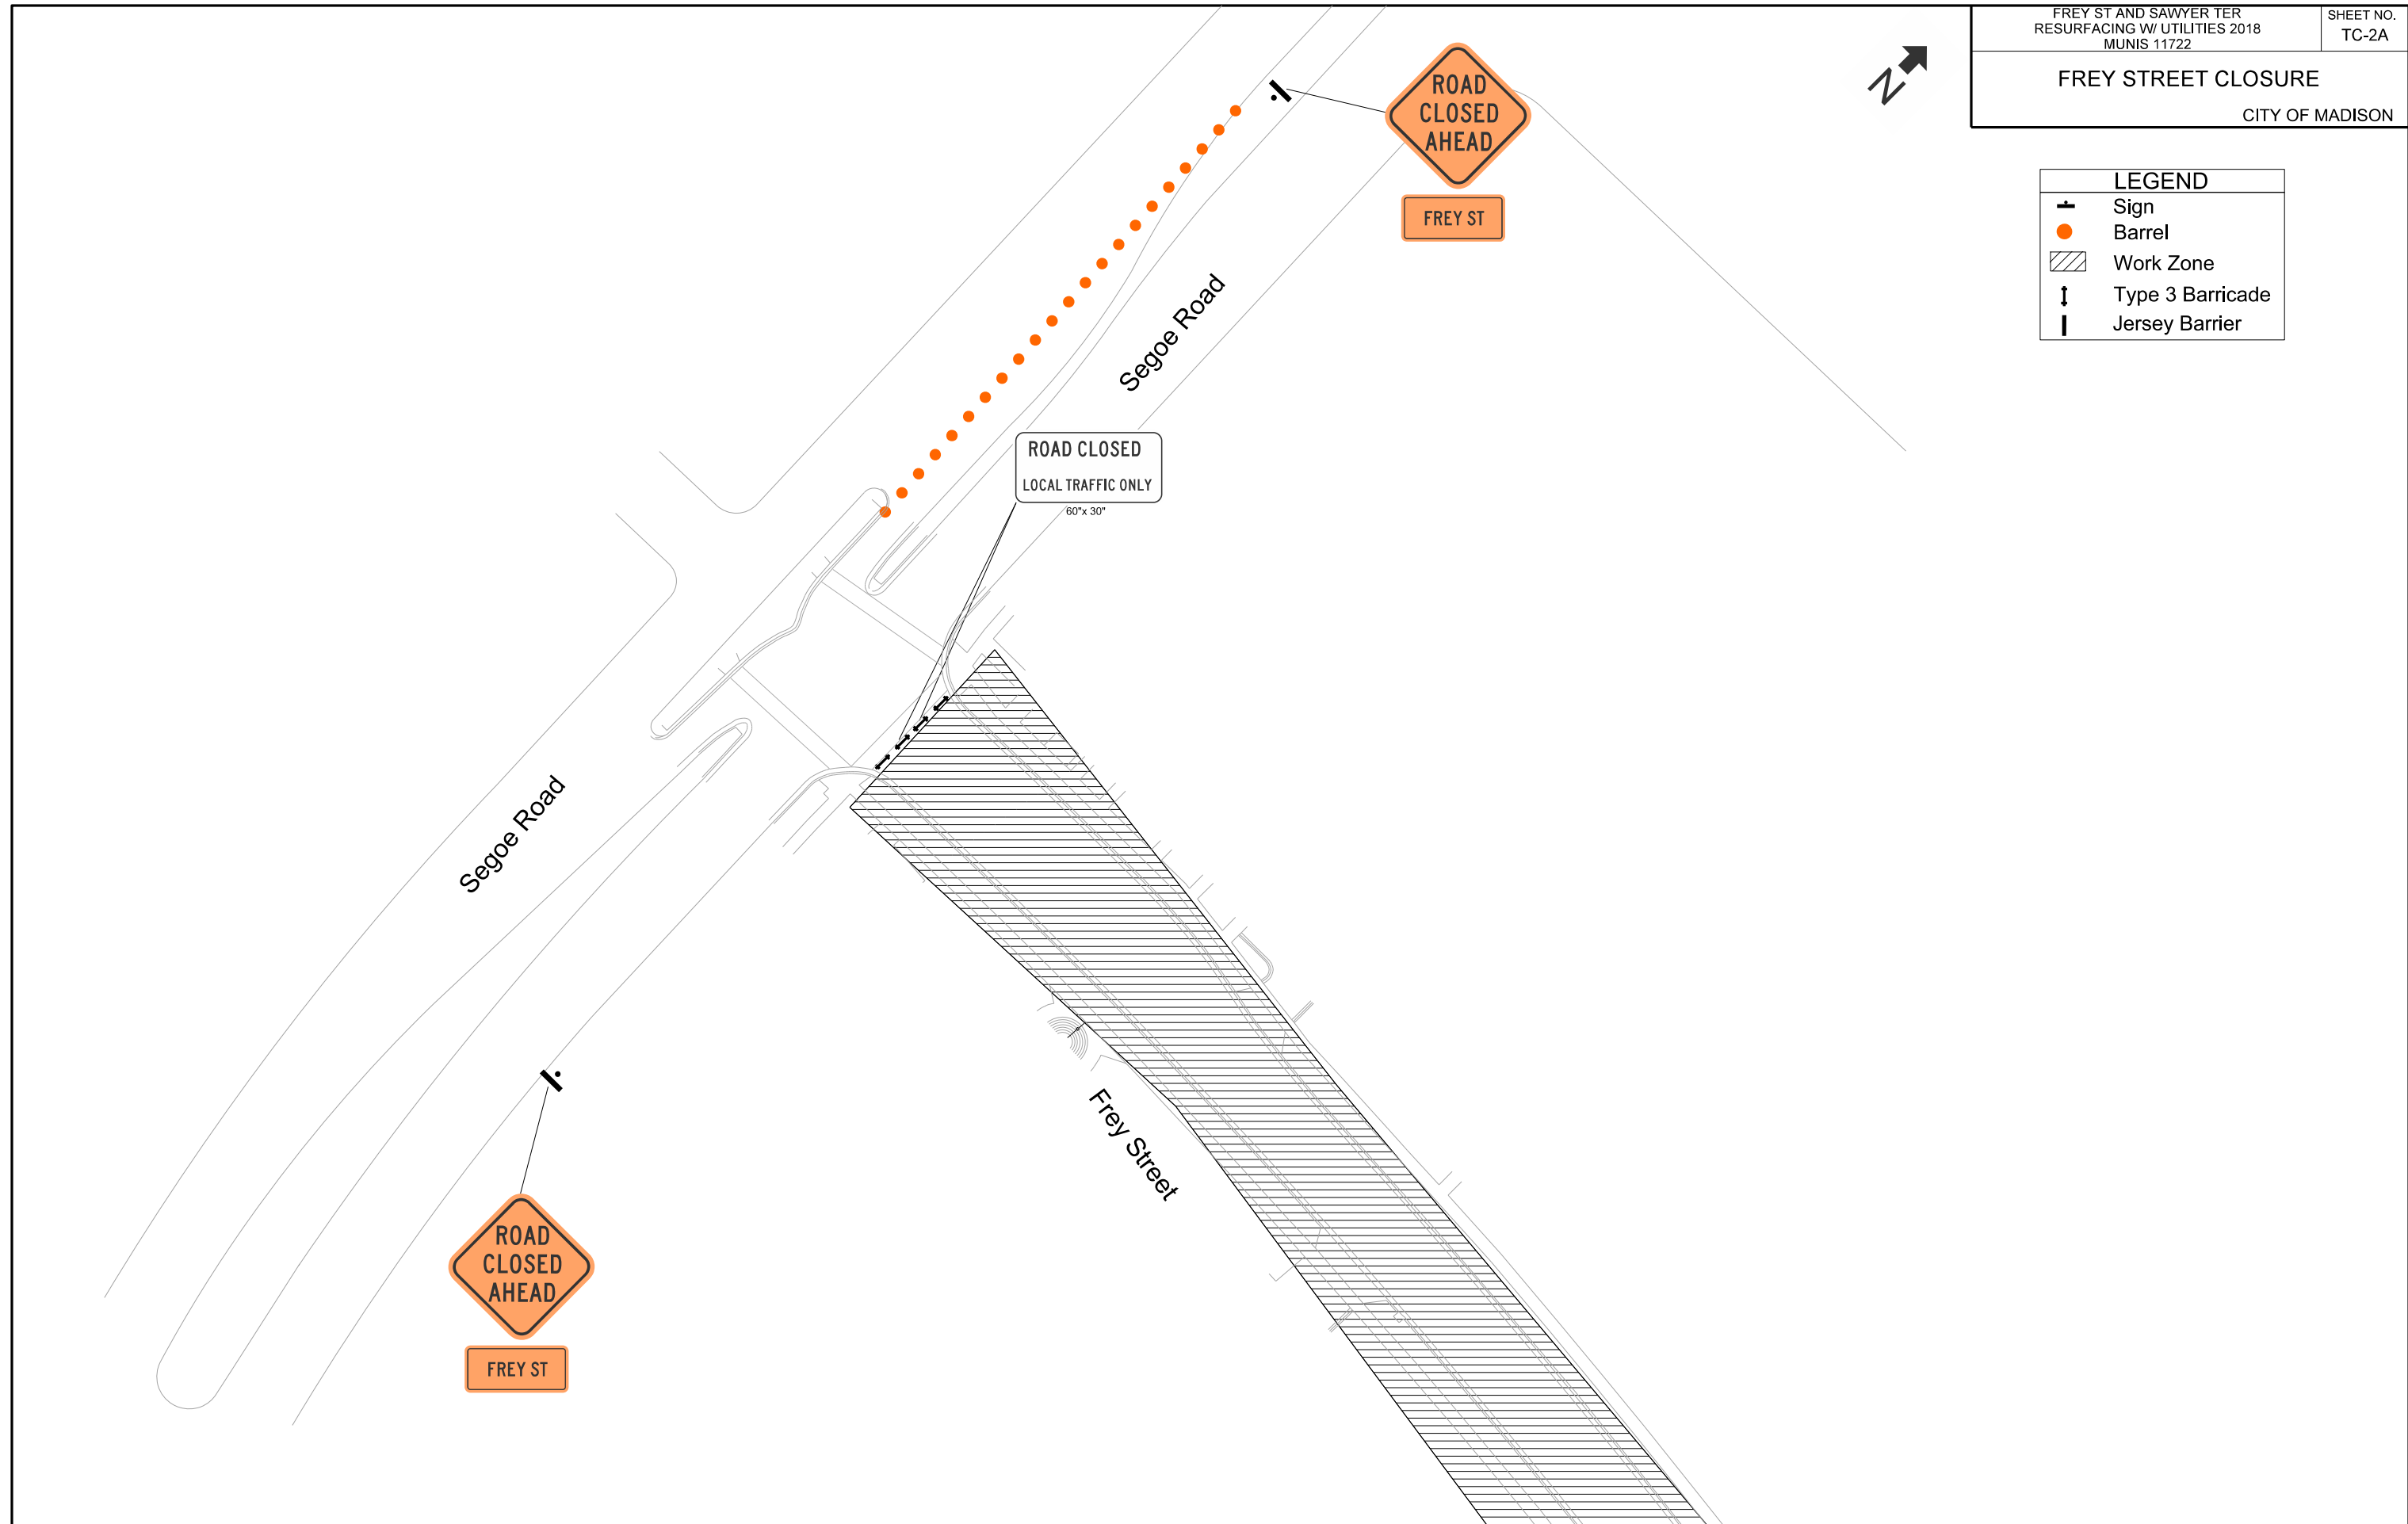 FREY ST AND SAWYER TER
RESURFACING W/ UTILITIES 2018
MUNIS 11722
SHEET NO.
TC-2A
FREY STREET CLOSURE
CITY OF MADISON
N
ROAD
CLOSED
AHEAD
FREY ST
LEGEND
Sign
Barrel
Work Zone
Type 3 Barricade
Jersey Barrier
Segoe Road
ROAD CLOSED
LOCAL TRAFFIC ONLY
60"x 30"
Segoe Road
Frey Street
ROAD
CLOSED
AHEAD
FREY ST